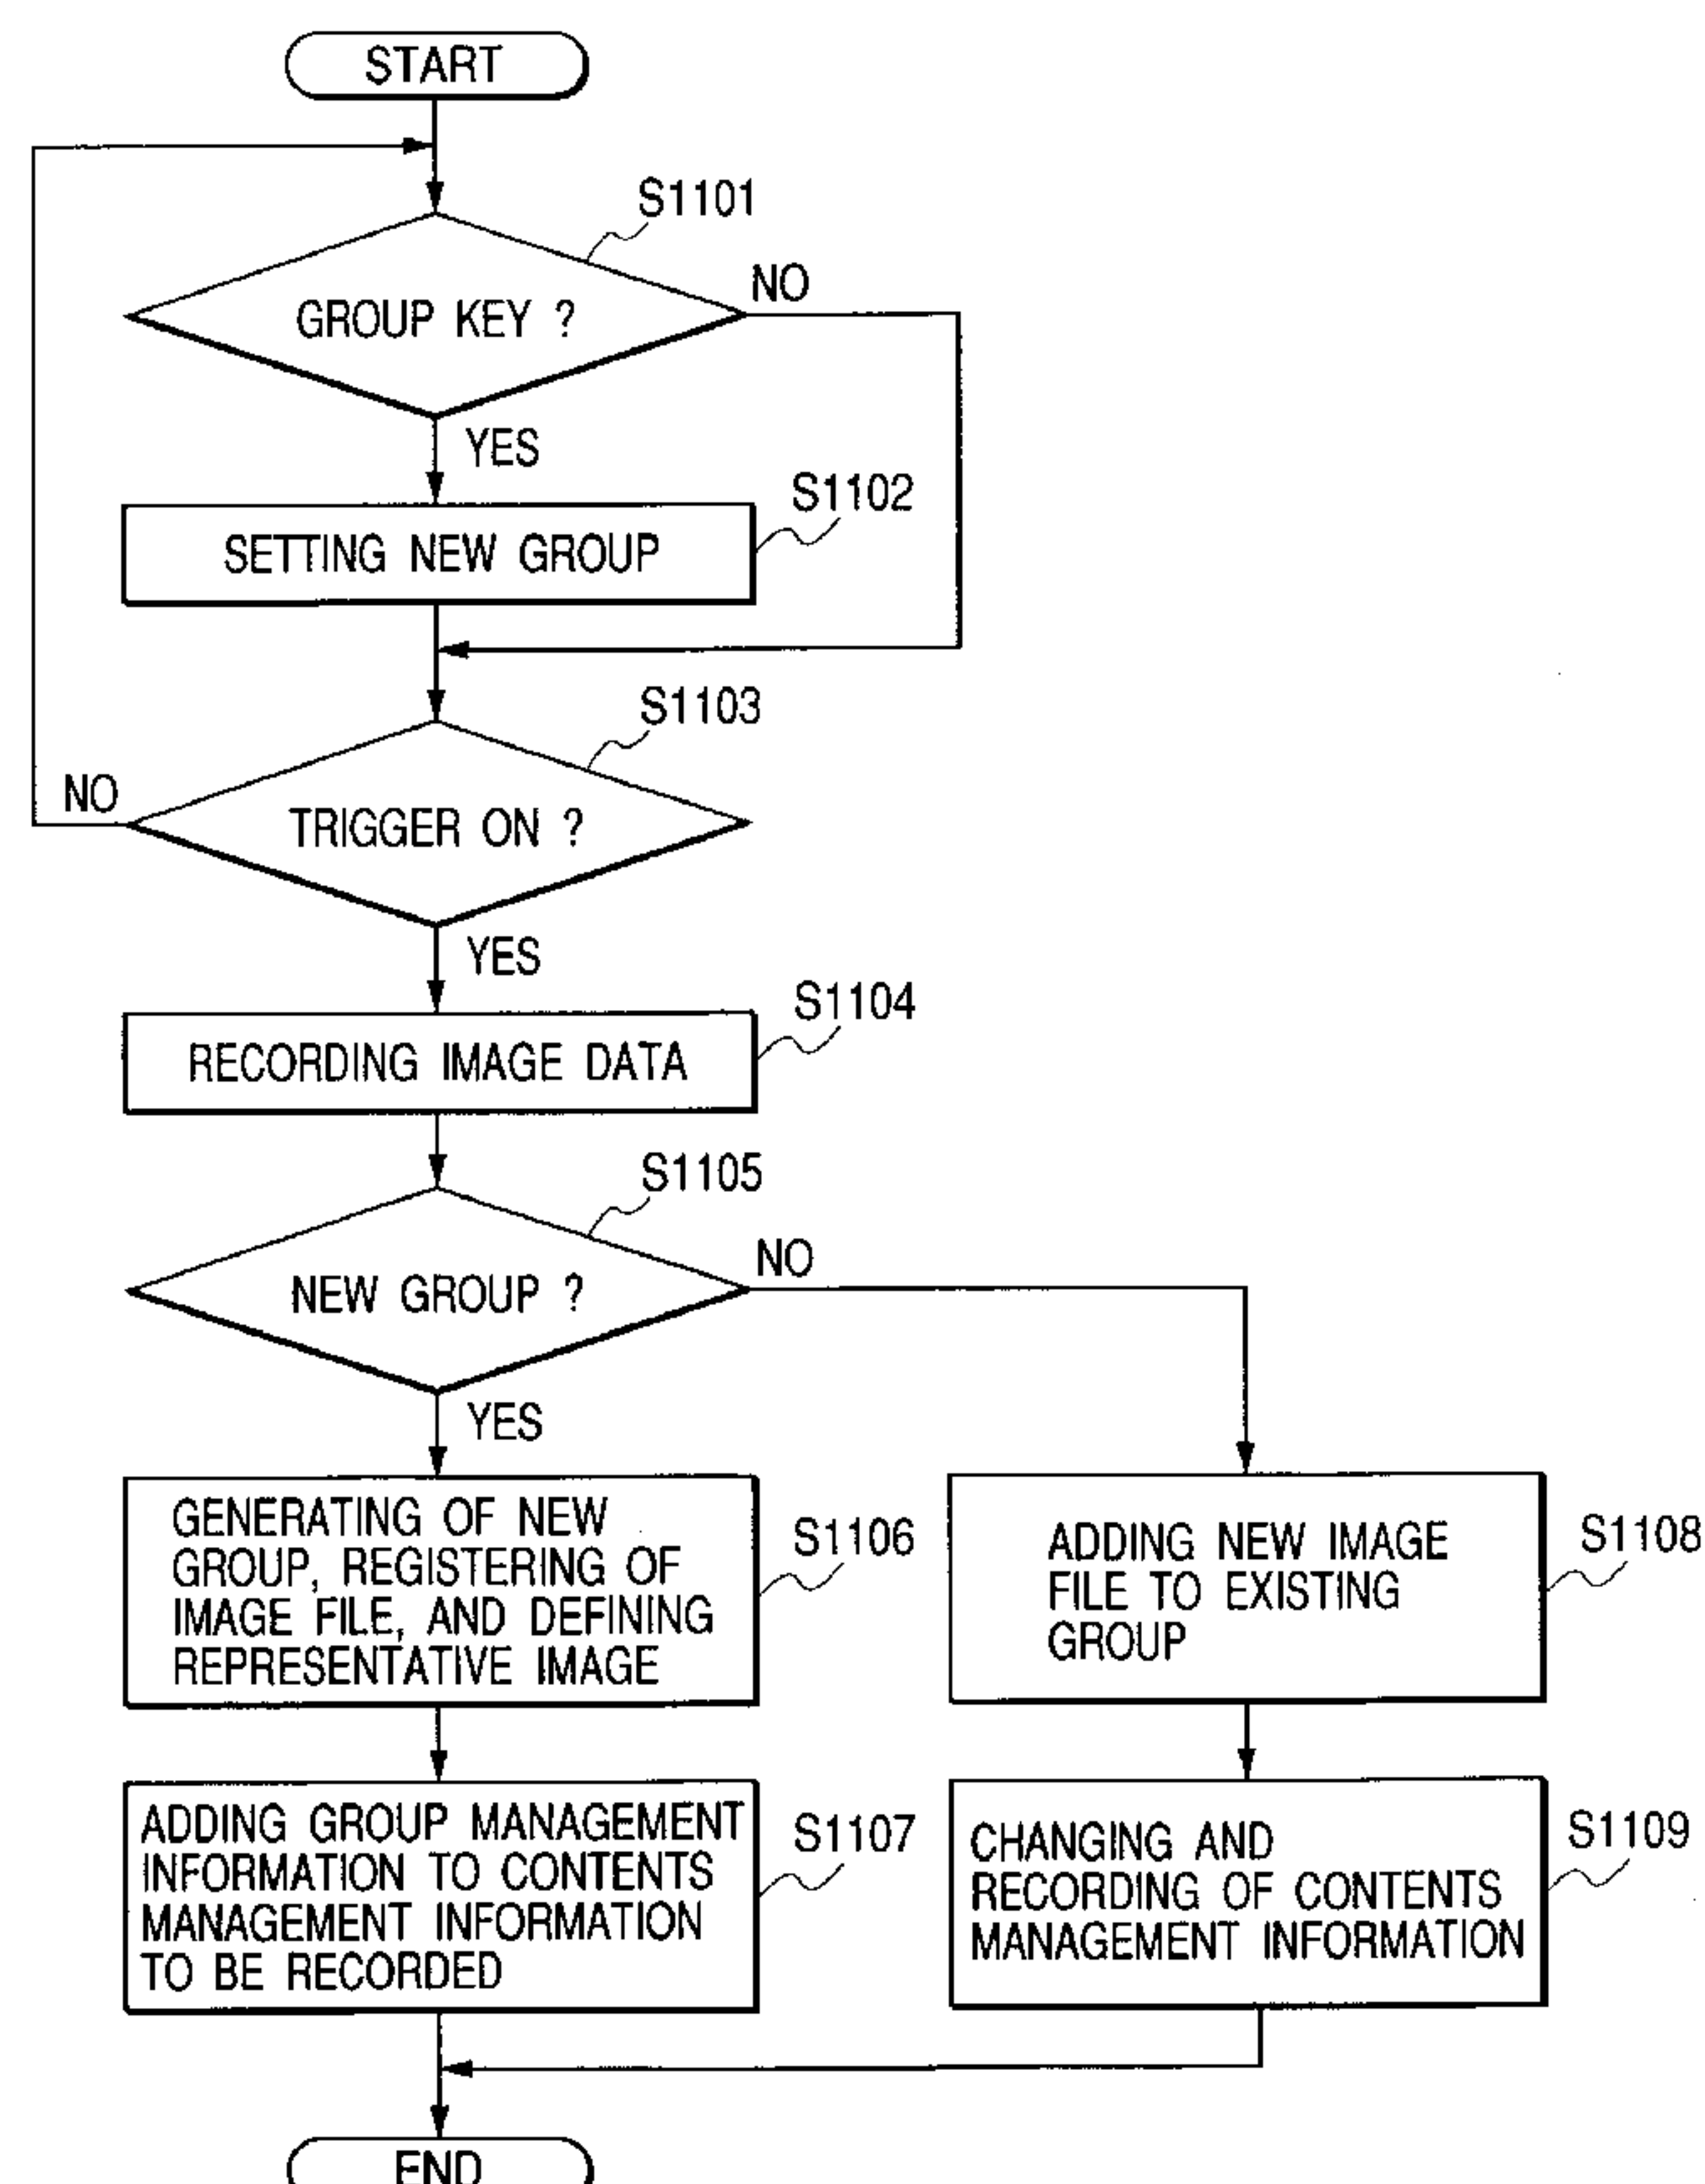 START
S1101
GROUP KEY ?
NO
YES
S1102
SETTING NEW GROUP
S1103
TRIGGER ON ?
NO
YES
S1104
RECORDING IMAGE DATA
S1105
NEW GROUP ?
NO
YES
S1106
GENERATING OF NEW
GROUP, REGISTERING OF
IMAGE FILE, AND DEFINING
REPRESENTATIVE IMAGE
S1108
ADDING NEW IMAGE
FILE TO EXISTING
GROUP
S1107
ADDING GROUP MANAGEMENT
INFORMATION TO CONTENTS
MANAGEMENT INFORMATION
TO BE RECORDED
S1109
CHANGING AND
RECORDING OF CONTENTS
MANAGEMENT INFORMATION
END